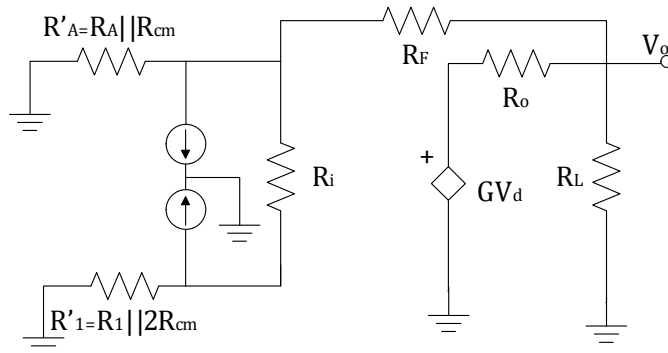 R'A=RA||Rcm
RF
Vo
Ro
Ri
+
GVd
RL
R'1=R1||2Rcm